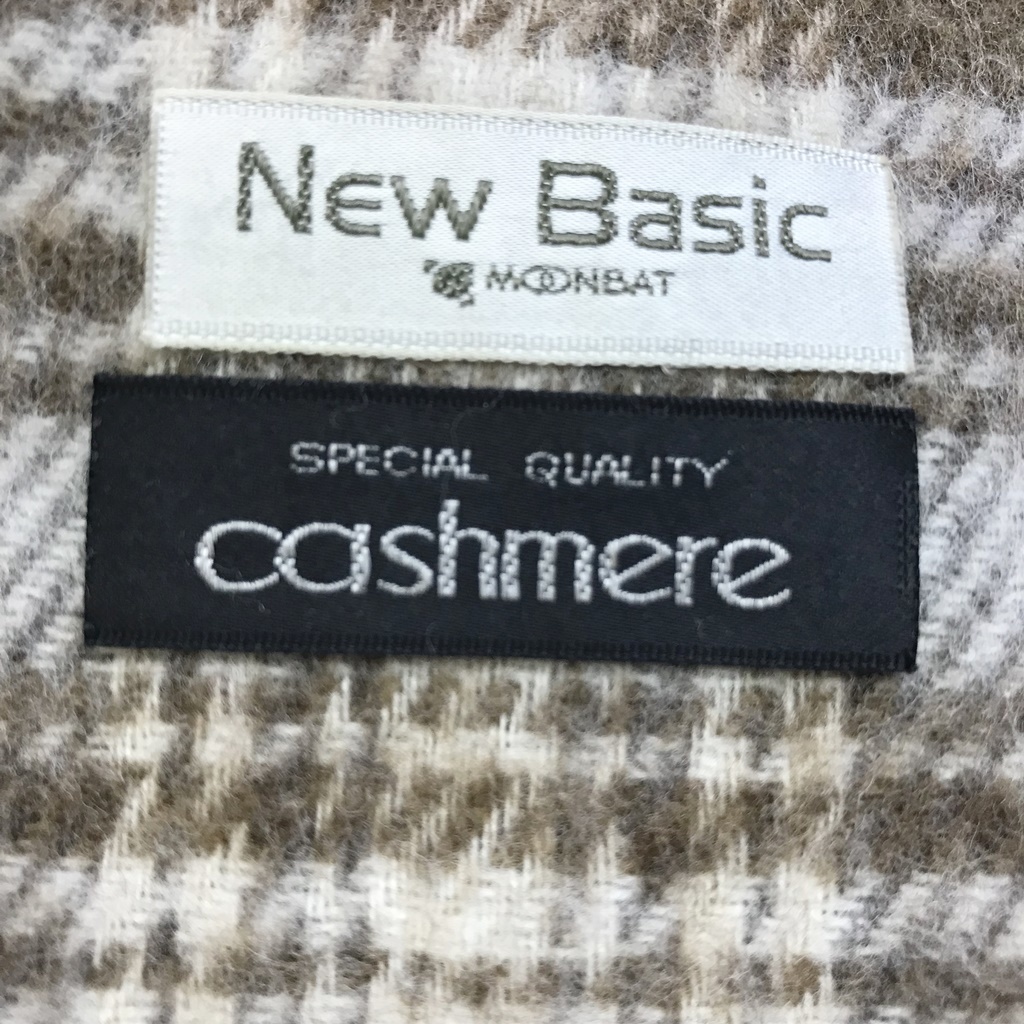 New Basic
MOONBAT
SPECIAL QUALITY
cashmere